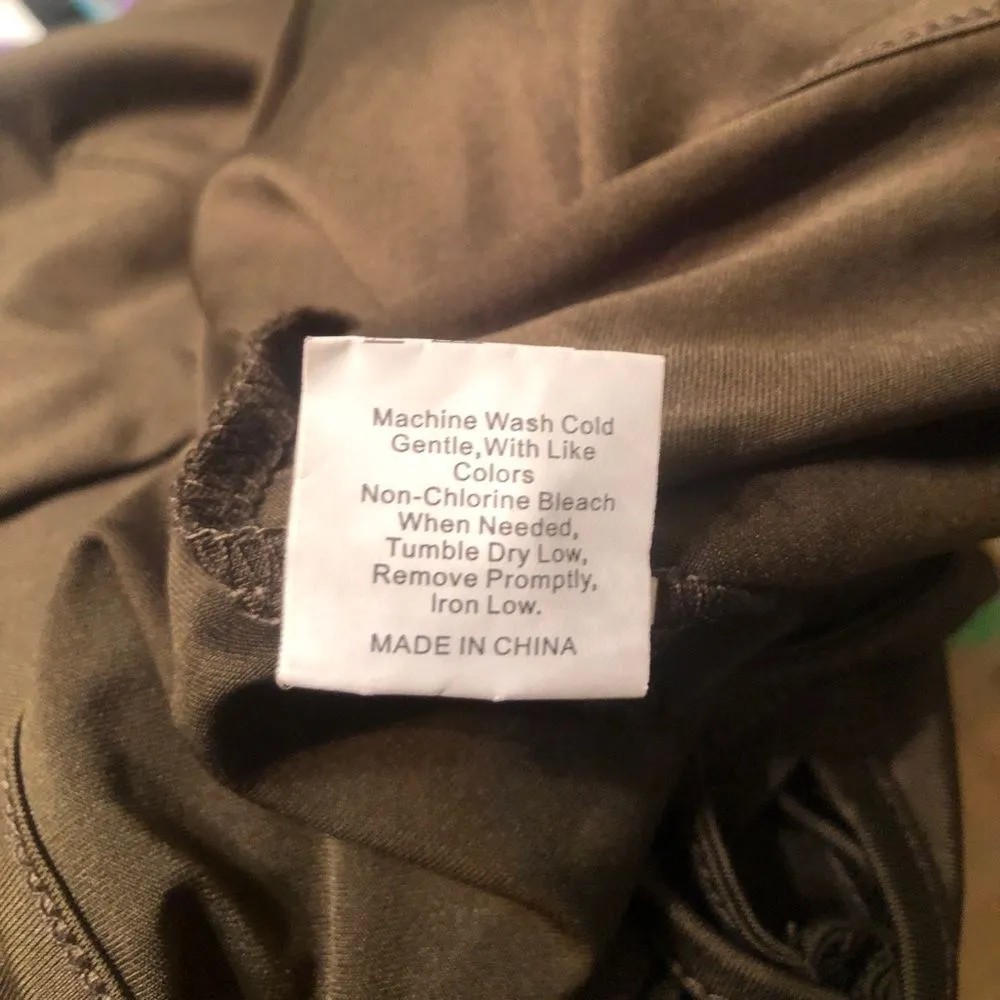 Machine Wash Cold
Gentle,With Like
Colors
Non-Chlorine Bleach
When Needed,
Tumble Dry Low,
Remove Promptly,
Iron Low.
MADE IN CHINA